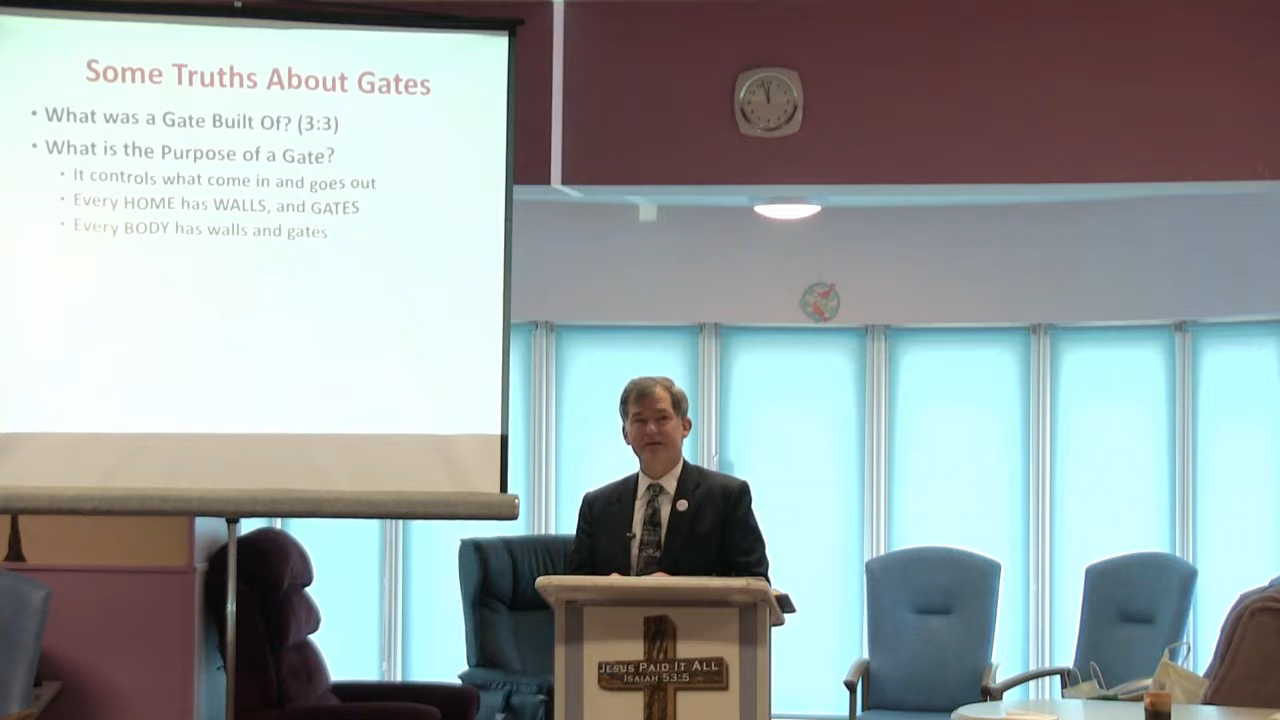 Some Truths About Gates
• What was a Gate Built Of? (3:3)
• What is the Purpose of a Gate?
• It controls what come in and goes out
• Every HOME has WALLS, and GATES
• Every BODY has walls and gates
JESUS PAID IT ALL
ISAIAH 53:5